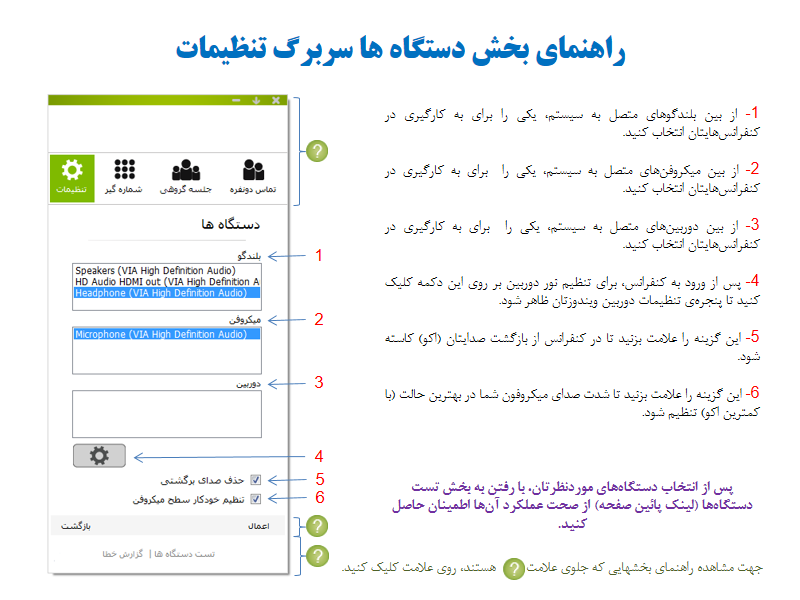 راهنمای بخش دستگاه ها سربرگ تنظیمات
1- از بین بلندگوهای متصل به سیستم، یکی را برای به کارگیری در
کنفرانس‌هایتان انتخاب کنید.
2- از بین میکروفن‌های متصل به سیستم، یکی را برای به کارگیری در
کنفرانس‌هایتان انتخاب کنید.
3- از بین دوربین‌های متصل به سیستم، یکی را برای به کارگیری در
کنفرانس‌هایتان انتخاب کنید.
4- پس از ورود به کنفرانس، برای تنظیم نور دوربین بر روی این دکمه کلیک
کنید تا پنجره‌ی تنظیمات دوربین ویندوزتان ظاهر شود.
5- این گزینه را علامت بزنید تا در کنفرانس از بازگشت صدایتان (اکو) کاسته
شود.
6- این گزینه را علامت بزنید تا شدت صدای میکروفون شما در بهترین حالت (با
کمترین اکو) تنظیم شود.
پس از انتخاب دستگاه‌های موردنظرتان، با رفتن به بخش تست
دستگاه‌ها (لینک پائین صفحه) از صحت عملکرد آن‌ها اطمینان حاصل
کنید.
جهت مشاهده راهنمای بخشهایی که جلوی علامت ? هستند، روی علامت کلیک کنید.
?
تماس دونفره
جلسه گروهی
شماره گیر
تنظیمات
دستگاه ها
بلندگو
1
Speakers (VIA High Definition Audio)
HD Audio HDMI out (VIA High Definition A
Headphone (VIA High Definition Audio)
میکروفن
2
Microphone (VIA High Definition Audio)
دوربین
3
4
حذف صدای برگشتی
5
تنظیم خودکار سطح میکروفن
6
اعمال
بازگشت
?
تست دستگاه ها | گزارش خطا
?